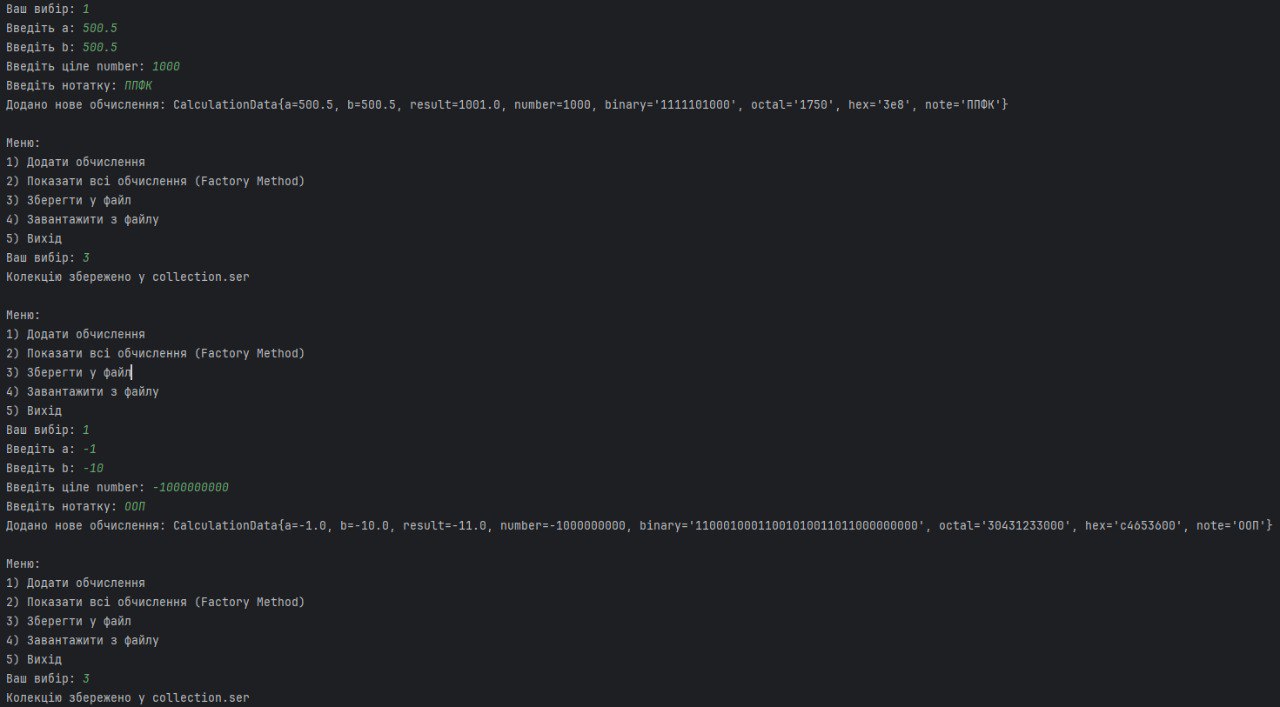 Ваш вибір: 1
Введіть a: 500.5
Введіть b: 500.5
Введіть ціле number: 1000
Введіть нотатку: ППФК
Додано нове обчислення: CalculationData{a=500.5, b=500.5, result=1001.0, number=1000, binary='1111101000', octal='1750', hex='3e8', note='ППФК'}
Меню:
1) Додати обчислення
2) Показати всі обчислення (Factory Method)
3) Зберегти у файл
4) Завантажити з файлу
5) Вихід
Ваш вибір: 3
Колекцію збережено у collection.ser
Меню:
1) Додати обчислення
2) Показати всі обчислення (Factory Method)
3) Зберегти у файл
4) Завантажити з файлу
5) Вихід
Ваш вибір: 1
Введіть a: -1
Введіть b: -10
Введіть ціле number: -1000000000
Введіть нотатку: ООП
Додано нове обчислення: CalculationData{a=-1.0, b=-10.0, result=-11.0, number=-1000000000, binary='11000100011001010011011000000000', octal='30431233000', hex='c4653600', note='ООП'}
Меню:
1) Додати обчислення
2) Показати всі обчислення (Factory Method)
3) Зберегти у файл
4) Завантажити з файлу
5) Вихід
Ваш вибір: 3
Колекцію збережено у collection.ser